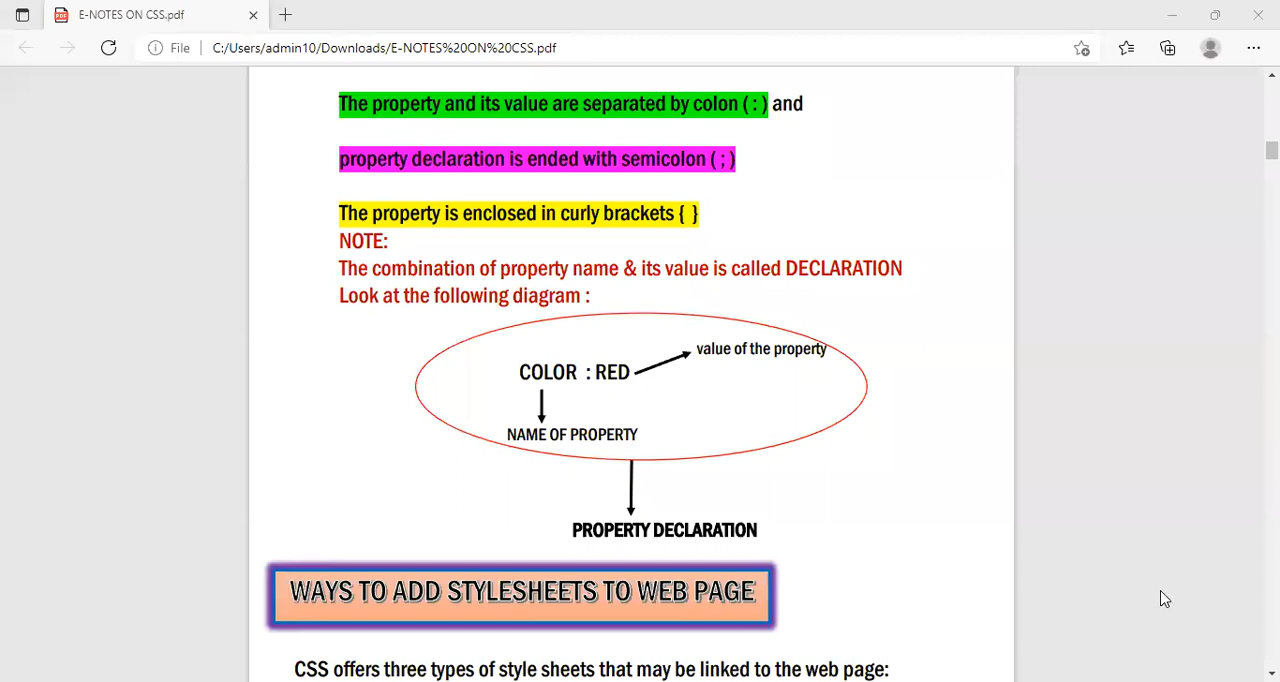 E-NOTES ON CSS.pdf
File C:/Users/admin10/Downloads/E-NOTES%20ON%20CSS.pdf
The property and its value are separated by colon ( : ) and
property declaration is ended with semicolon ( ; )
The property is enclosed in curly brackets { }
NOTE:
The combination of property name & its value is called DECLARATION
Look at the following diagram :
value of the property
COLOR : RED
NAME OF PROPERTY
PROPERTY DECLARATION
WAYS TO ADD STYLESHEETS TO WEB PAGE
CSS offers three types of style sheets that may be linked to the web page: